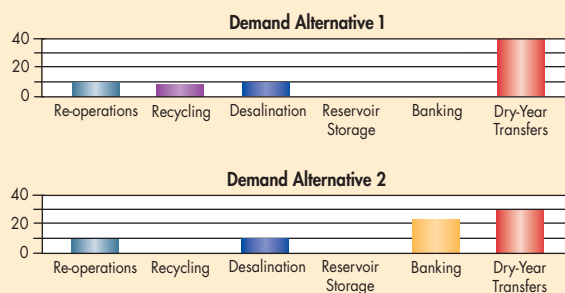 Demand Alternative 1
40
20
0
Re-operations Recycling Desalination Reservoir Storage Banking Dry-Year Transfers
Demand Alternative 2
40
20
0
Re-operations Recycling Desalination Reservoir Storage Banking Dry-Year Transfers